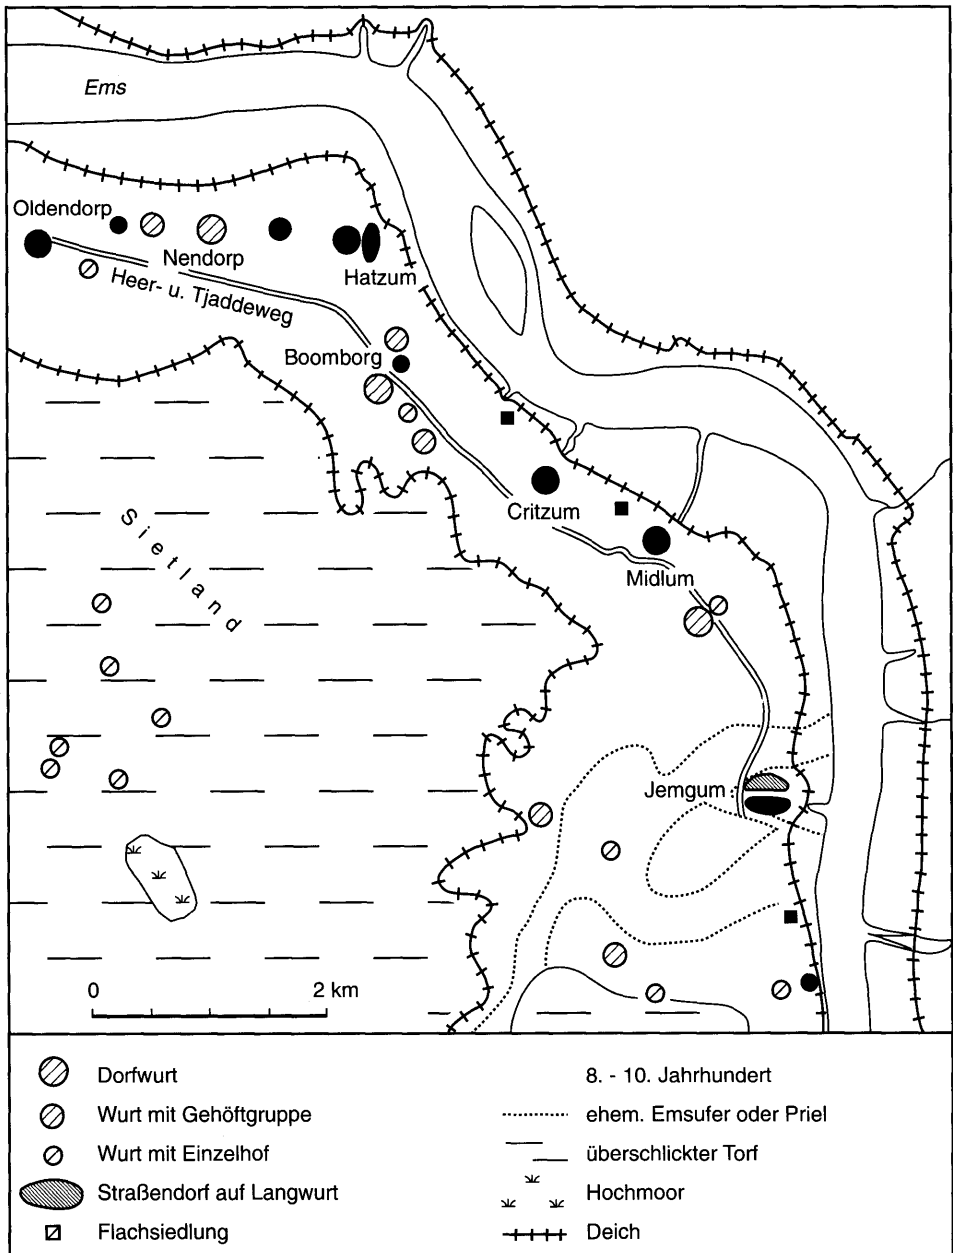 Ems
Oldendorp
Nendorp
Hatzum
Heer- u. Tjaddeweg
Boomborg
Critzum
Sietland
Midlum
Jemgum
0 2 km
Dorfwurt
Wurt mit Gehöftgruppe
Wurt mit Einzelhof
Straßendorf auf Langwurt
Flachsiedlung
8. - 10. Jahrhundert
ehem. Emsufer oder Priel
überschlickter Torf
Hochmoor
Deich